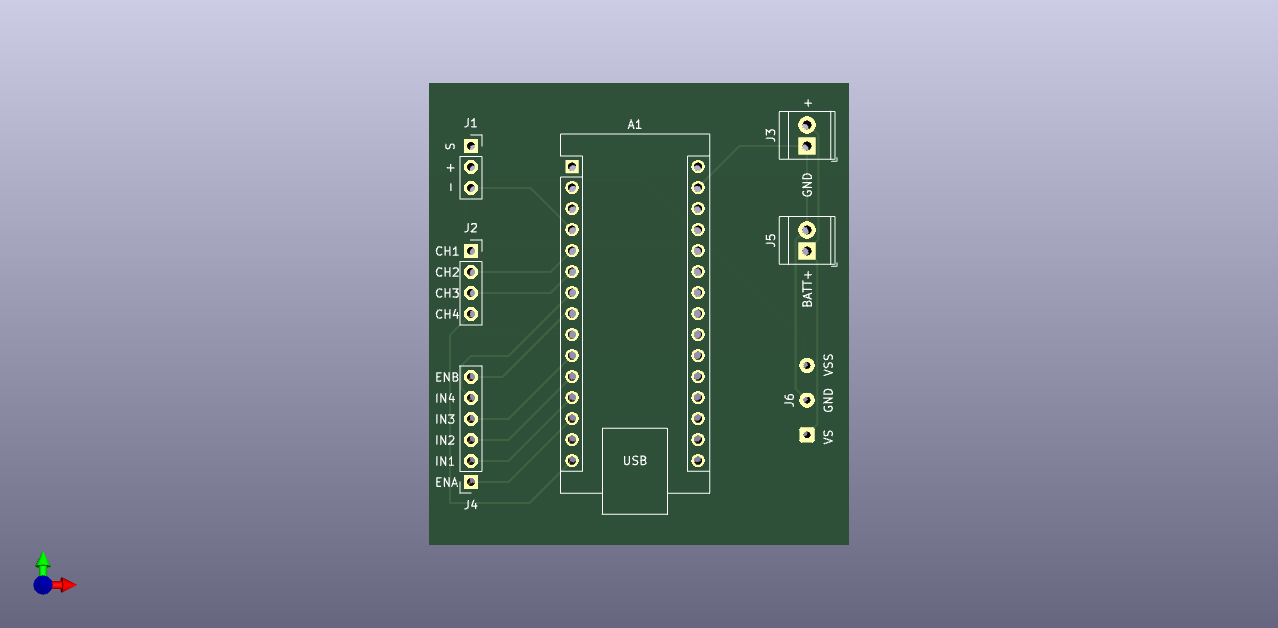 J1
S
+
–
J2
CH1
CH2
CH3
CH4
ENB
IN4
IN3
IN2
IN1
ENA
J4
A1
USB
+
J3
GND
J5
BATT+
VSS
J6
GND
VS